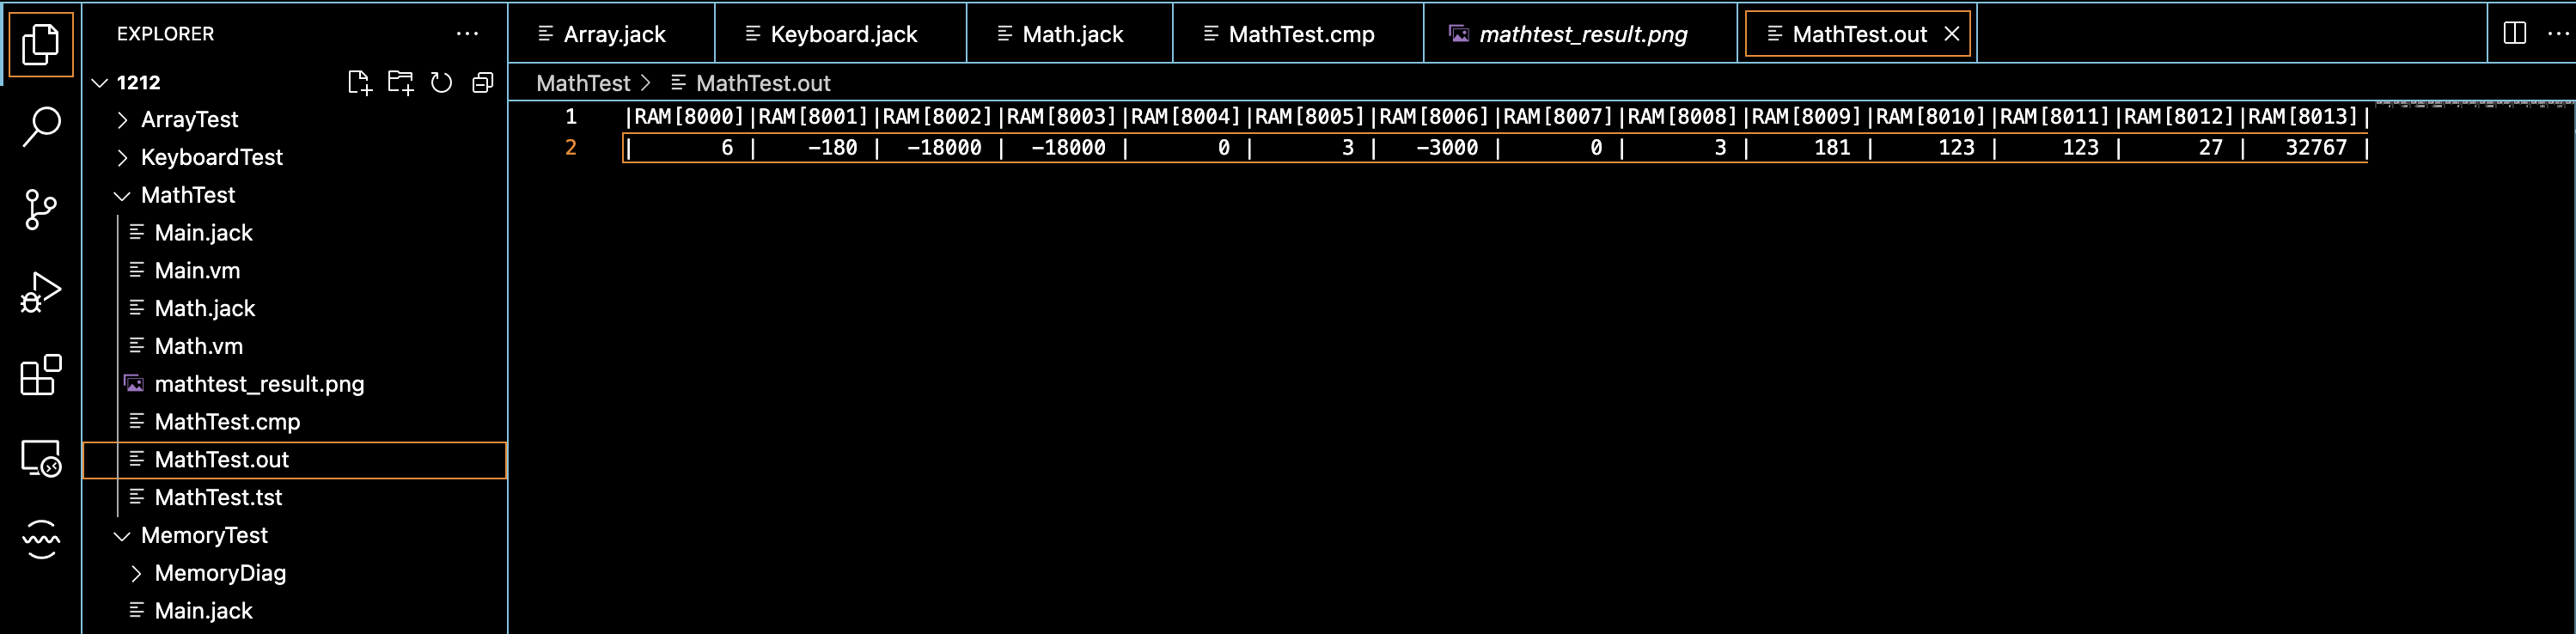 EXPLORER ···
1212
ArrayTest
KeyboardTest
MathTest
Main.jack
Main.vm
Math.jack
Math.vm
mathtest_result.png
MathTest.cmp
MathTest.out
MathTest.tst
MemoryTest
MemoryDiag
Main.jack
Array.jack Keyboard.jack Math.jack MathTest.cmp mathtest_result.png MathTest.out
MathTest > MathTest.out
1 |RAM[8000]|RAM[8001]|RAM[8002]|RAM[8003]|RAM[8004]|RAM[8005]|RAM[8006]|RAM[8007]|RAM[8008]|RAM[8009]|RAM[8010]|RAM[8011]|RAM[8012]|RAM[8013]|
2 | 6 | -180 | -18000 | -18000 | 0 | 3 | -3000 | 0 | 3 | 181 | 123 | 123 | 27 | 32767 |